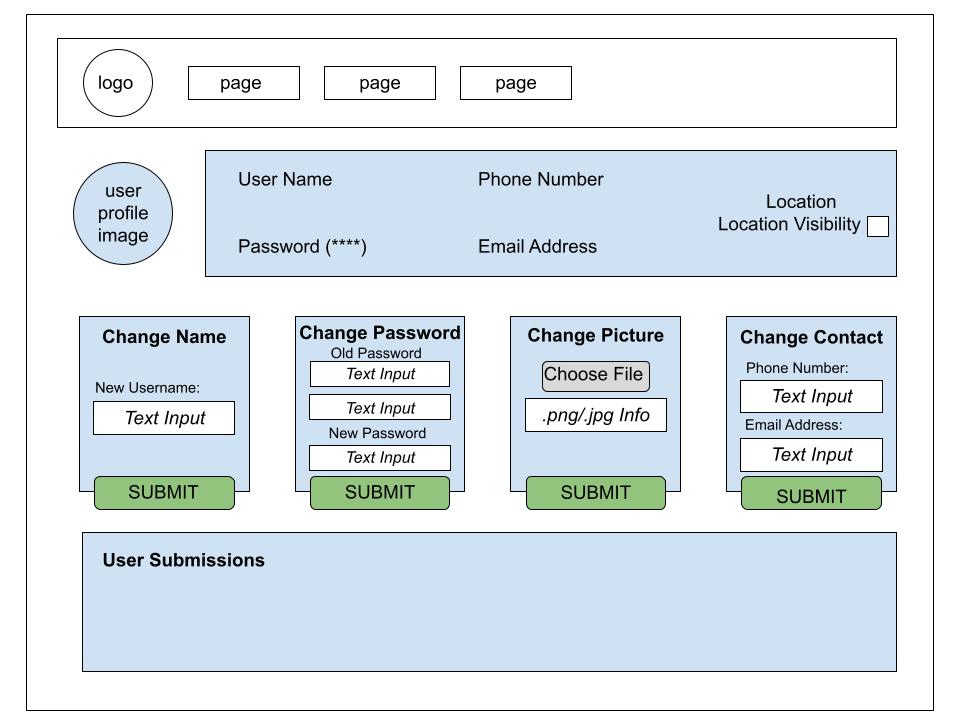 logo
page
page
page
user
profile
image
User Name
Phone Number
Location
Location Visibility
Password (****)
Email Address
Change Name
New Username:
Text Input
SUBMIT
Change Password
Old Password
Text Input
Text Input
New Password
Text Input
SUBMIT
Change Picture
Choose File
.png/.jpg Info
SUBMIT
Change Contact
Phone Number:
Text Input
Email Address:
Text Input
SUBMIT
User Submissions